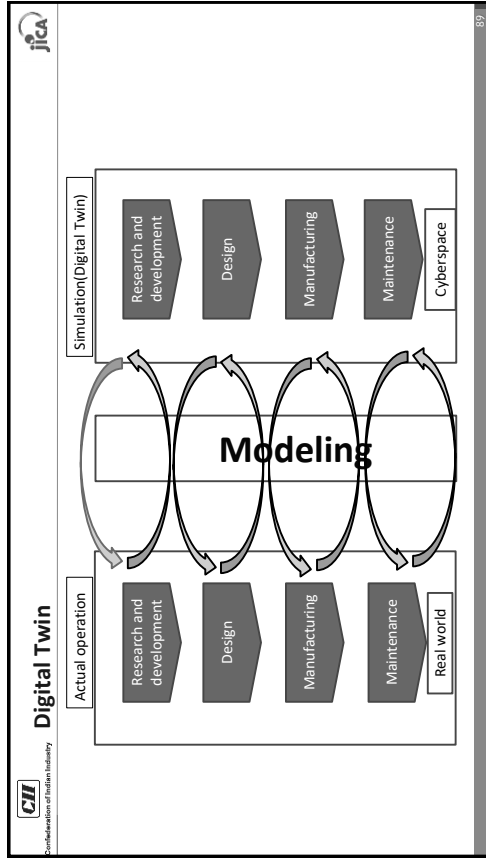 CII
Confederation of Indian Industry
jica
Digital Twin
Actual operation
Research and
development
Design
Manufacturing
Maintenance
Real world
Modeling
Simulation(Digital Twin)
Research and
development
Design
Manufacturing
Maintenance
Cyberspace
89